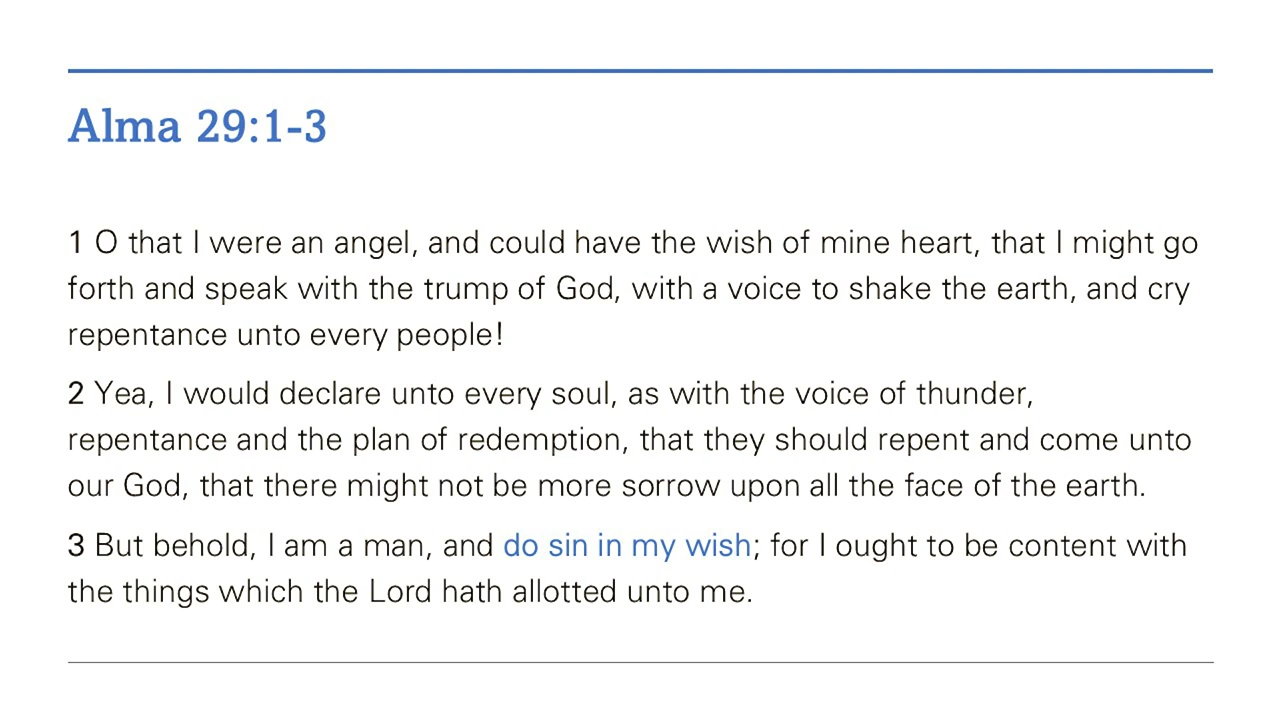 Alma 29:1-3
1 O that I were an angel, and could have the wish of mine heart, that I might go
forth and speak with the trump of God, with a voice to shake the earth, and cry
repentance unto every people!
2 Yea, I would declare unto every soul, as with the voice of thunder,
repentance and the plan of redemption, that they should repent and come unto
our God, that there might not be more sorrow upon all the face of the earth.
3 But behold, I am a man, and do sin in my wish; for I ought to be content with
the things which the Lord hath allotted unto me.